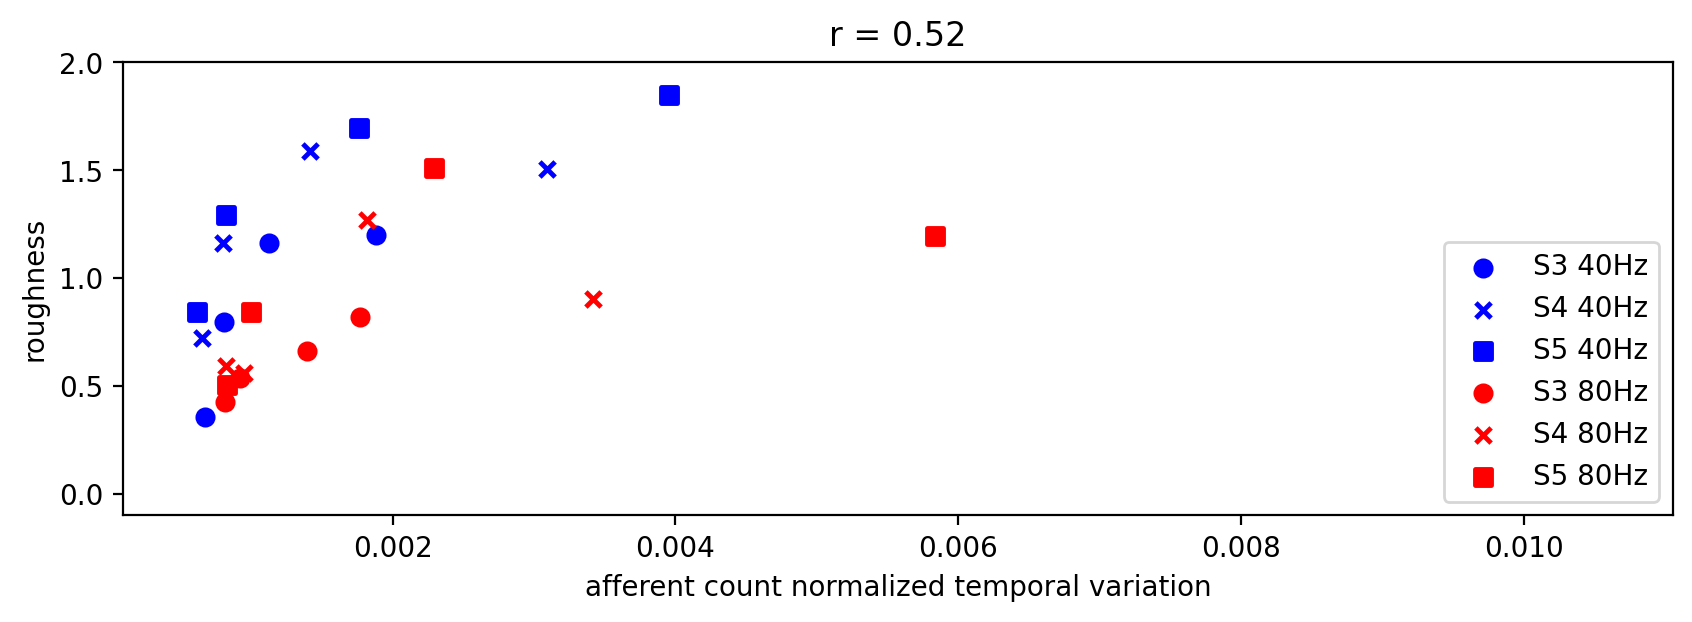 r = 0.52
2.0
1.5
1.0
0.5
0.0
roughness
0.002 0.004 0.006 0.008 0.010
afferent count normalized temporal variation
S3 40Hz
S4 40Hz
S5 40Hz
S3 80Hz
S4 80Hz
S5 80Hz